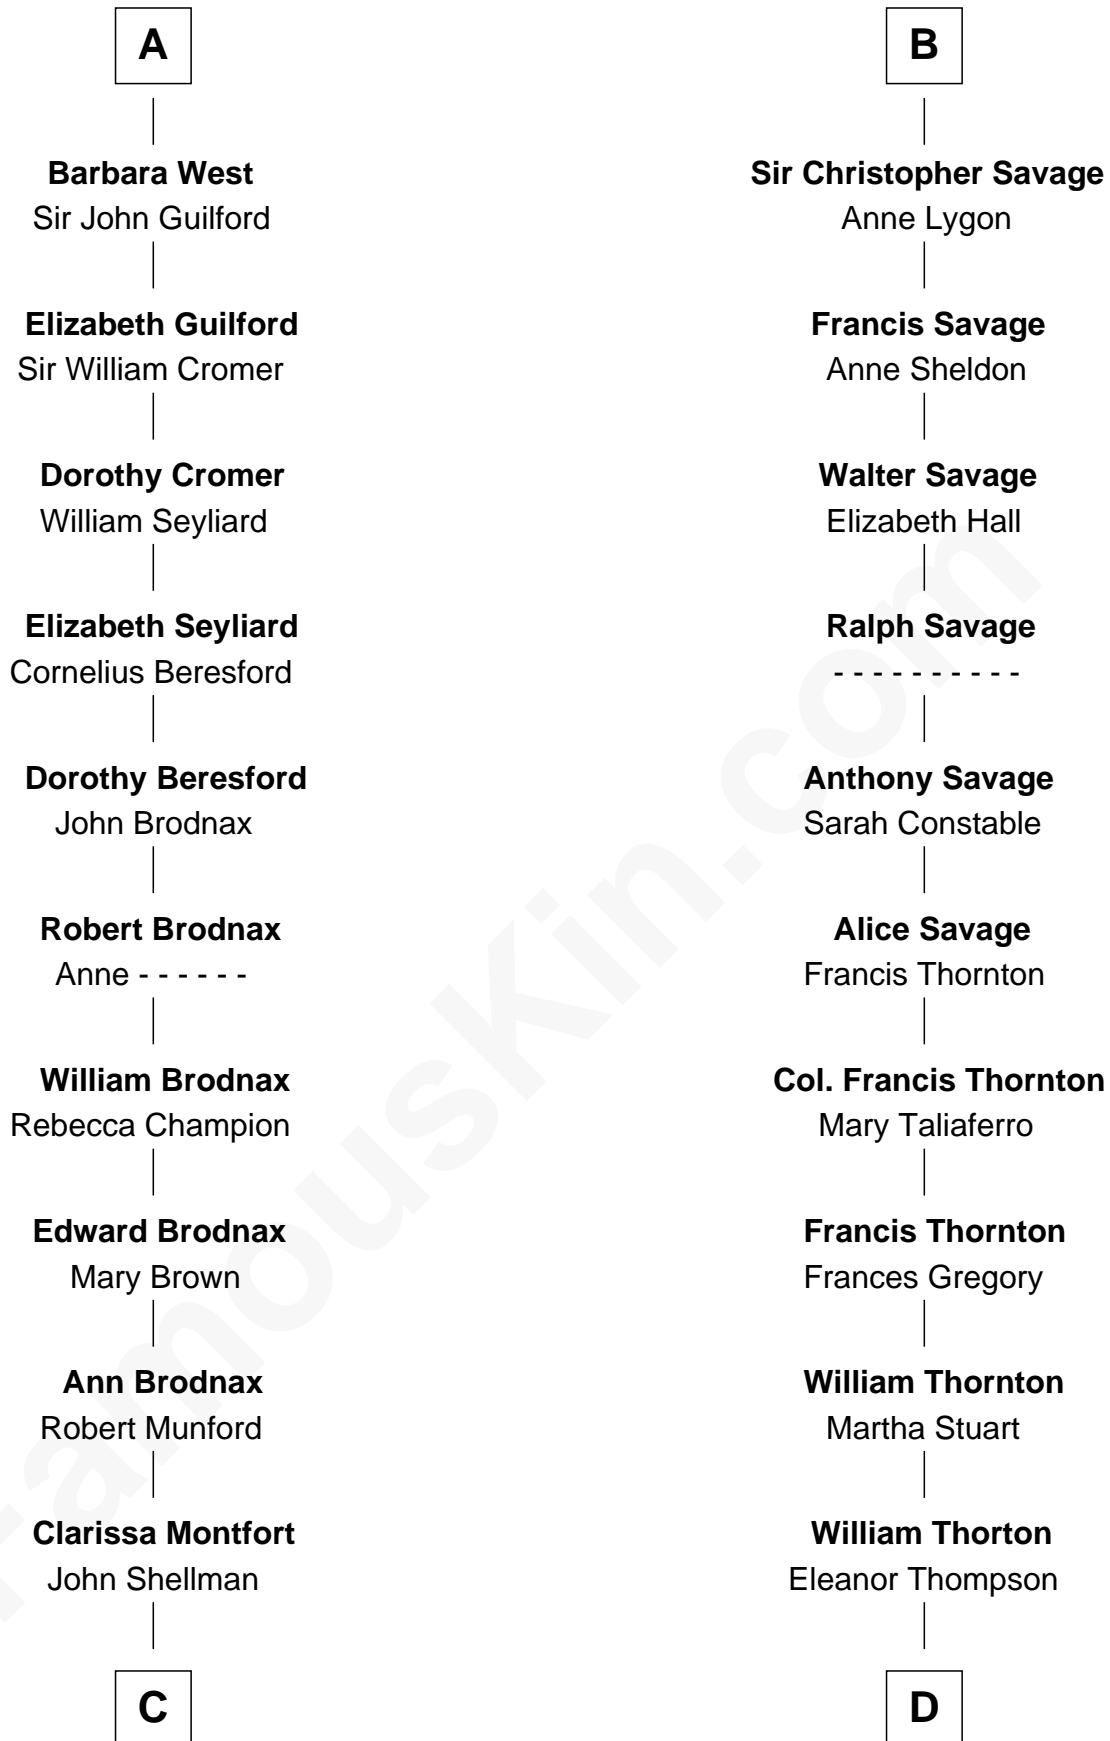 A
Barbara West
Sir John Guilford
Elizabeth Guilford
Sir William Cromer
Dorothy Cromer
William Seyliard
Elizabeth Seyliard
Cornelius Beresford
Dorothy Beresford
John Brodnax
Robert Brodnax
Anne - - - - - -
William Brodnax
Rebecca Champion
Edward Brodnax
Mary Brown
Ann Brodnax
Robert Munford
Clarissa Montfort
John Shellman
C
B
Sir Christopher Savage
Anne Lygon
Francis Savage
Anne Sheldon
Walter Savage
Elizabeth Hall
Ralph Savage
- - - - - - - - - -
Anthony Savage
Sarah Constable
Alice Savage
Francis Thornton
Col. Francis Thornton
Mary Taliaferro
Francis Thornton
Frances Gregory
William Thornton
Martha Stuart
William Thorton
Eleanor Thompson
D
FamousKin.com